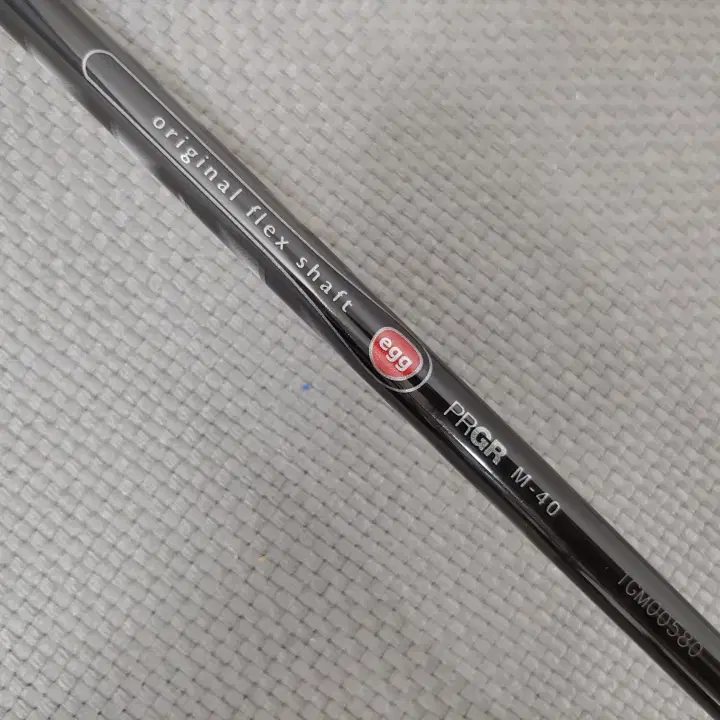 original flex shaft
egg
PRGR M-40
TGM00580